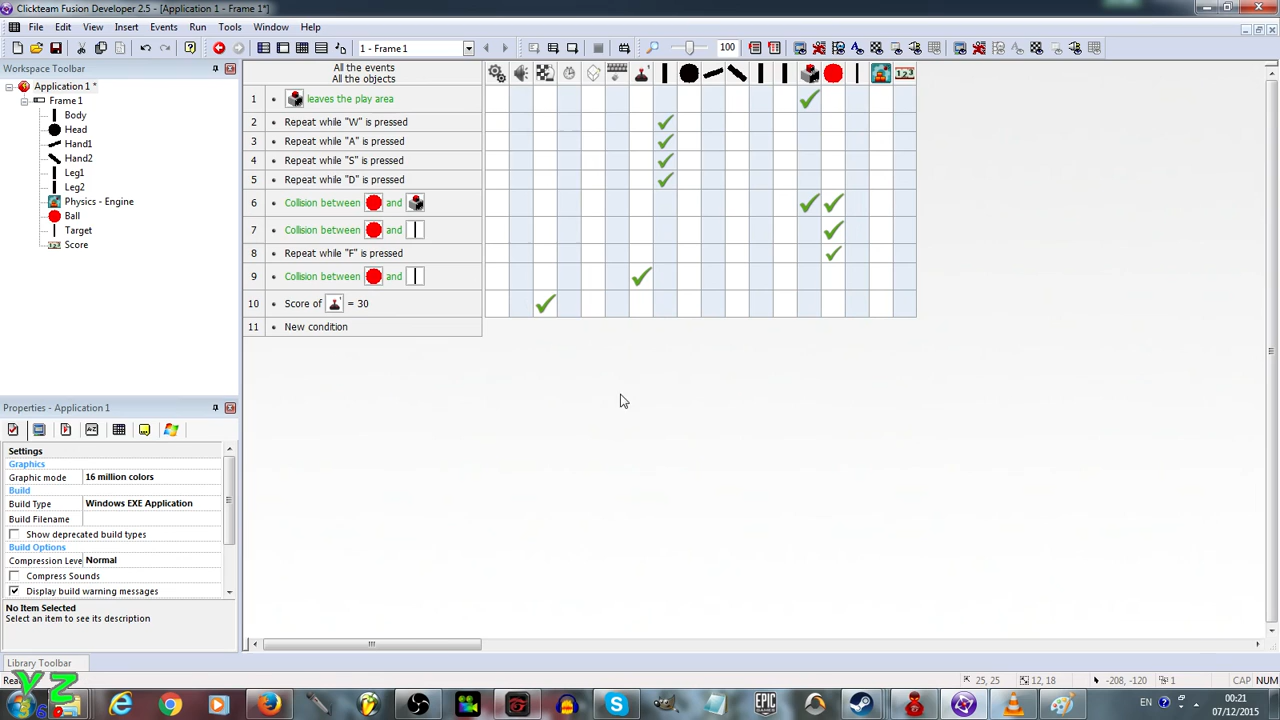 Clickteam Fusion Developer 2.5 - [Application 1 - Frame 1*]
File Edit View Insert Events Run Tools Window Help
1 - Frame 1
100
Workspace Toolbar
Application 1 *
Frame 1
Body
Head
Hand1
Hand2
Leg1
Leg2
Physics - Engine
Ball
Target
Score
All the events
All the objects
1 • leaves the play area
2 • Repeat while "W" is pressed
3 • Repeat while "A" is pressed
4 • Repeat while "S" is pressed
5 • Repeat while "D" is pressed
6 • Collision between and
7 • Collision between and
8 • Repeat while "F" is pressed
9 • Collision between and
10 • Score of = 30
11 • New condition
Properties - Application 1
Settings
Graphics
Graphic mode 16 million colors
Build
Build Type Windows EXE Application
Build Filename
Show deprecated build types
Build Options
Compression Leve Normal
Compress Sounds
Display build warning messages
No Item Selected
Select an item to see its description
Library Toolbar
YZ
25, 25
12, 18
-208, -120
1
CAP
NUM
EPIC GAMES
EN
00:21
07/12/2015